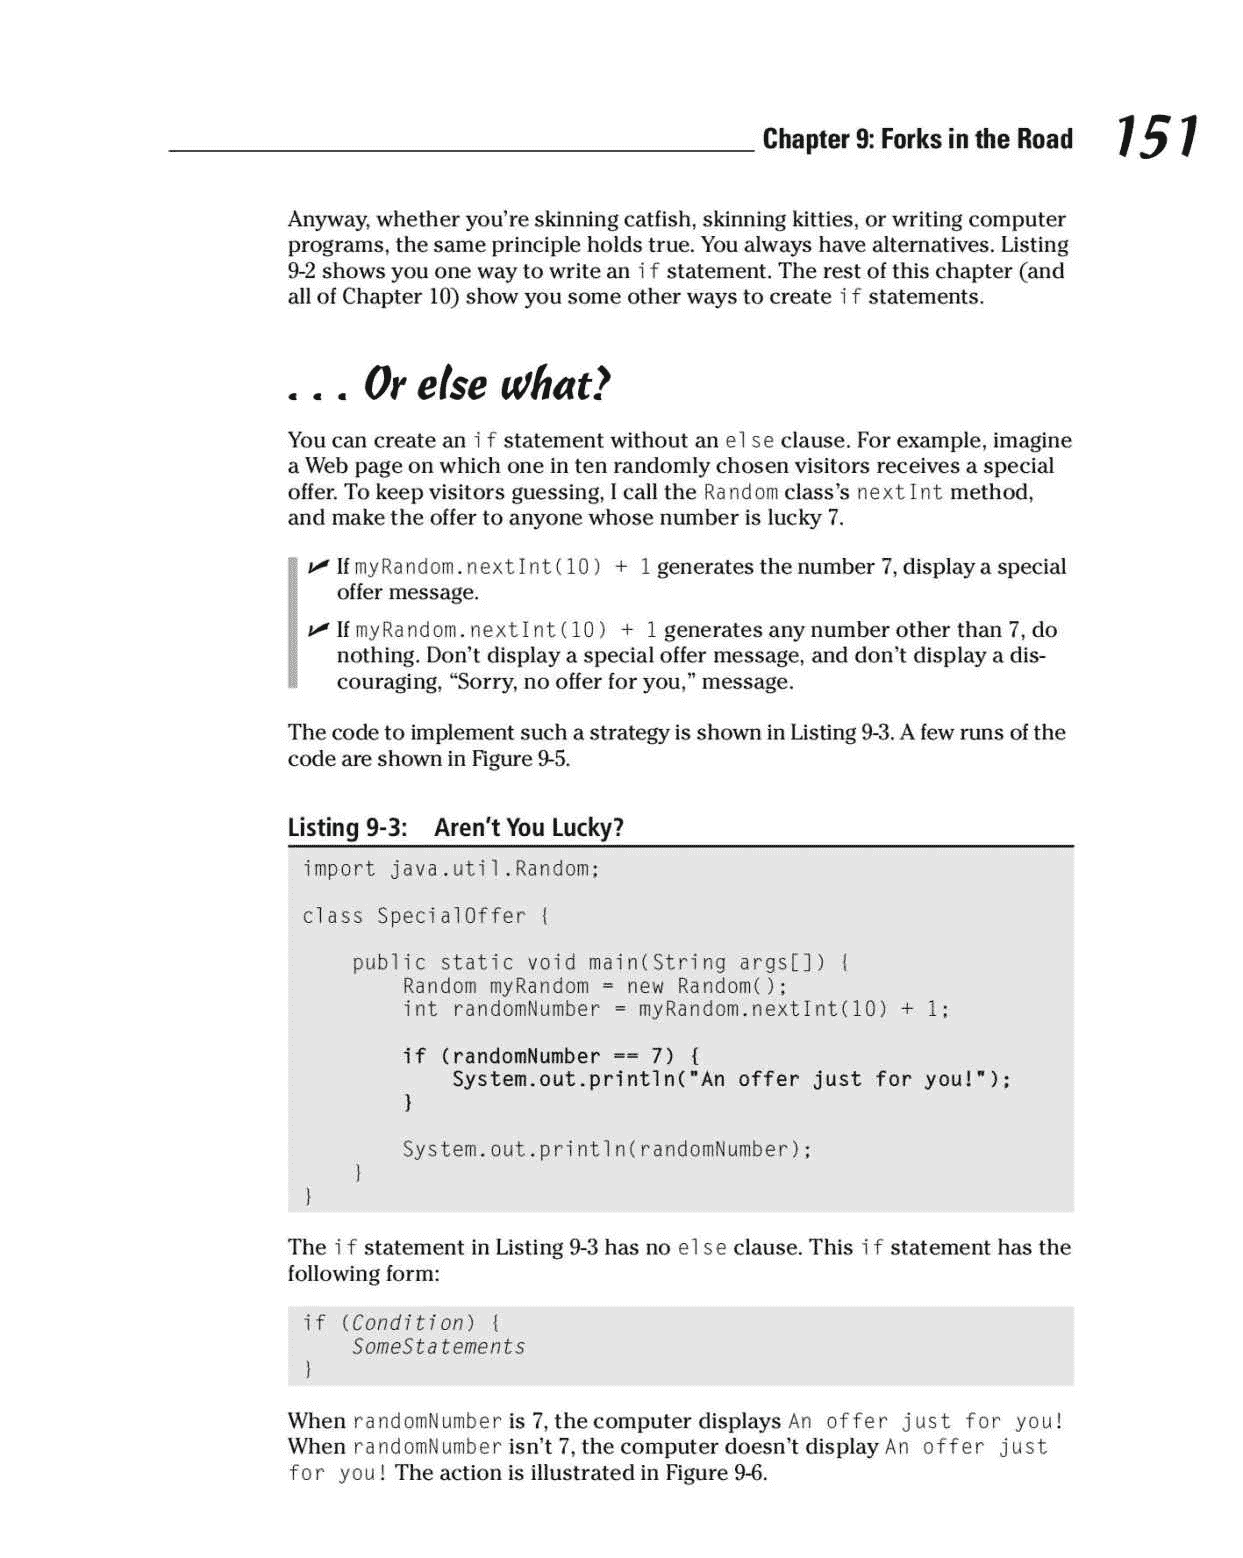 Chapter 9: Forks in the Road 151
Anyway, whether you're skinning catfish, skinning kitties, or writing computer
programs, the same principle holds true. You always have alternatives. Listing
9-2 shows you one way to write an if statement. The rest of this chapter (and
all of Chapter 10) show you some other ways to create if statements.
. . . Or else what?
You can create an if statement without an else clause. For example, imagine
a Web page on which one in ten randomly chosen visitors receives a special
offer. To keep visitors guessing, I call the Random class's nextInt method,
and make the offer to anyone whose number is lucky 7.
✓ If myRandom.nextInt(10) + 1 generates the number 7, display a special
offer message.
✓ If myRandom.nextInt(10) + 1 generates any number other than 7, do
nothing. Don't display a special offer message, and don't display a dis-
couraging, “Sorry, no offer for you,” message.
The code to implement such a strategy is shown in Listing 9-3. A few runs of the
code are shown in Figure 9-5.
Listing 9-3: Aren't You Lucky?
import java.util.Random;
class SpecialOffer {
public static void main(String args[]) {
Random myRandom = new Random();
int randomNumber = myRandom.nextInt(10) + 1;
if (randomNumber == 7) {
System.out.println("An offer just for you!");
}
System.out.println(randomNumber);
}
}
The if statement in Listing 9-3 has no else clause. This if statement has the
following form:
if (Condition) {
SomeStatements
}
When randomNumber is 7, the computer displays An offer just for you!
When randomNumber isn't 7, the computer doesn't display An offer just
for you! The action is illustrated in Figure 9-6.